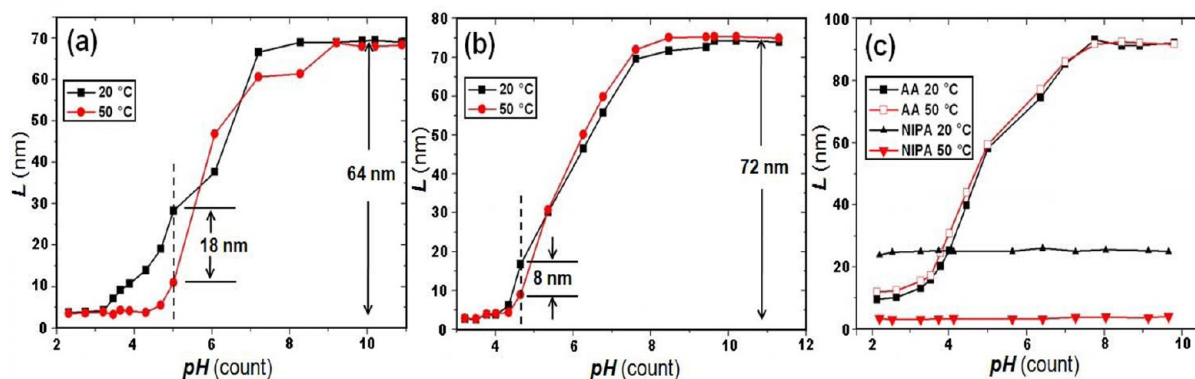 (a)
20 °C
50 °C
64 nm
18 nm
L (nm)
80
70
60
50
40
30
20
10
0
2 4 6 8 10
pH (count)
(b)
20 °C
50 °C
72 nm
8 nm
L (nm)
80
70
60
50
40
30
20
10
0
4 6 8 10 12
pH (count)
(c)
AA 20 °C
AA 50 °C
NIPA 20 °C
NIPA 50 °C
L (nm)
100
80
60
40
20
0
2 4 6 8 10
pH (count)